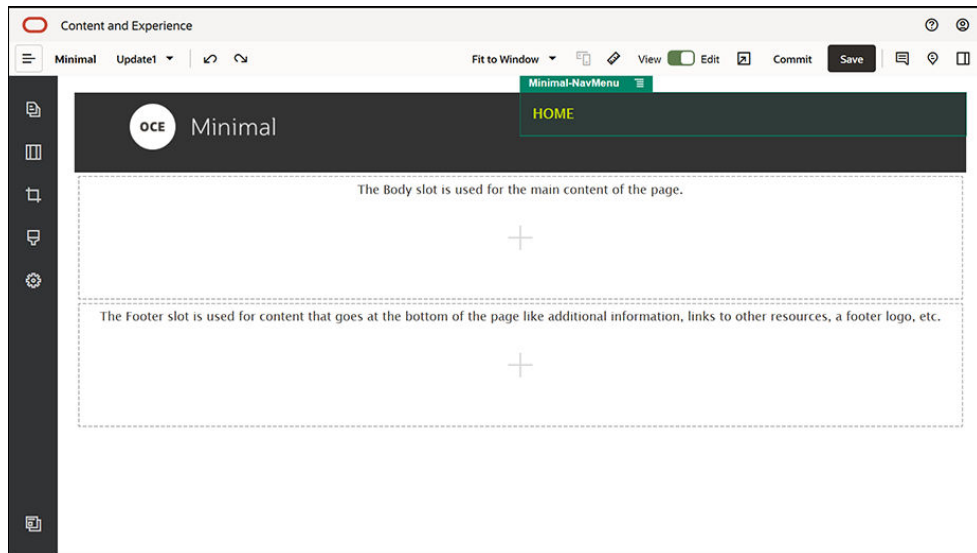 Content and Experience
Minimal Update1 Fit to Window View Edit Commit Save
Minimal-NavMenu
HOME
OCE Minimal
The Body slot is used for the main content of the page.
The Footer slot is used for content that goes at the bottom of the page like additional information, links to other resources, a footer logo, etc.